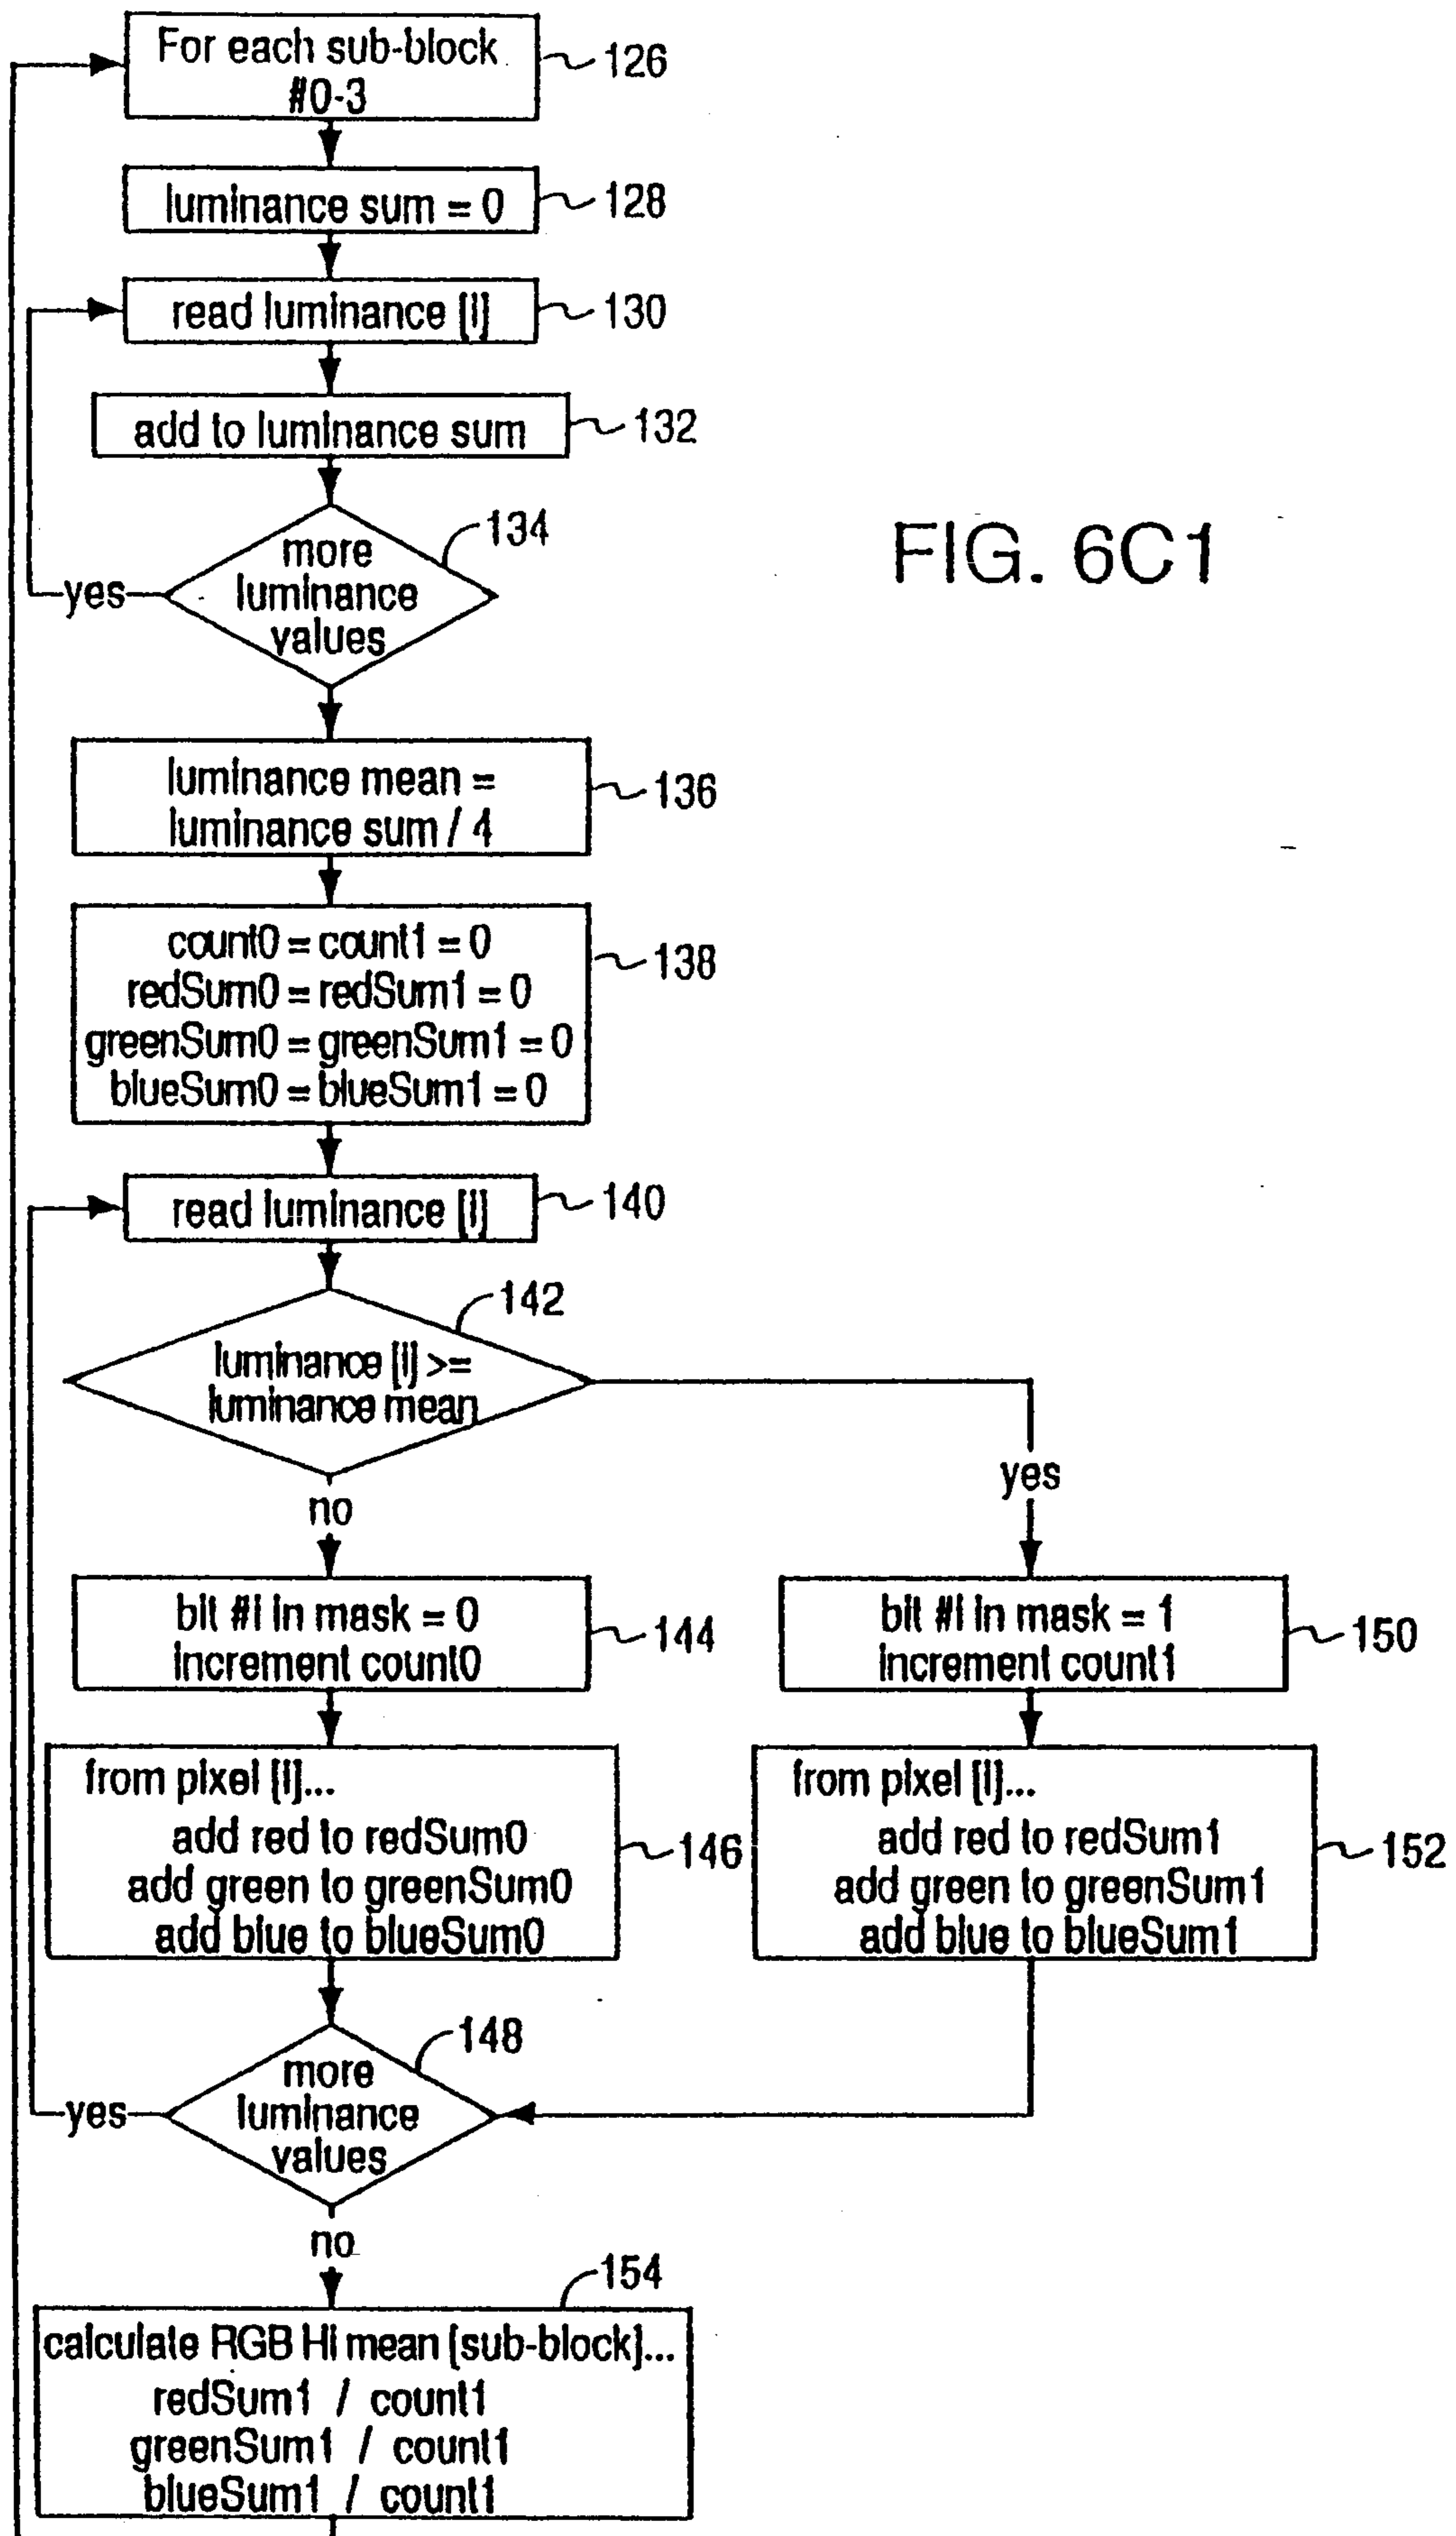 For each sub-block
#0-3
126
luminance sum = 0
128
read luminance [i]
130
add to luminance sum
132
134
more
luminance
values
yes
FIG. 6C1
luminance mean =
luminance sum / 4
136
count0 = count1 = 0
redSum0 = redSum1 = 0
greenSum0 = greenSum1 = 0
blueSum0 = blueSum1 = 0
138
read luminance [i]
140
142
luminance [i] >=
luminance mean
no
yes
bit #i in mask = 0
increment count0
144
bit #i in mask = 1
increment count1
150
from pixel [i]...
add red to redSum0
add green to greenSum0
add blue to blueSum0
146
from pixel [i]...
add red to redSum1
add green to greenSum1
add blue to blueSum1
152
148
more
luminance
values
yes
no
154
calculate RGB Hi mean [sub-block]...
redSum1 / count1
greenSum1 / count1
blueSum1 / count1